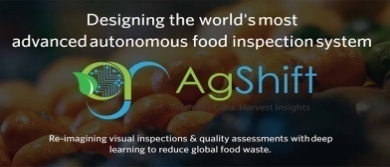 Designing the world's most
advanced autonomous food inspection system
AgShift
Harvest Insights
Re-imagining visual inspections & quality assessments with deep
learning to reduce global food waste.